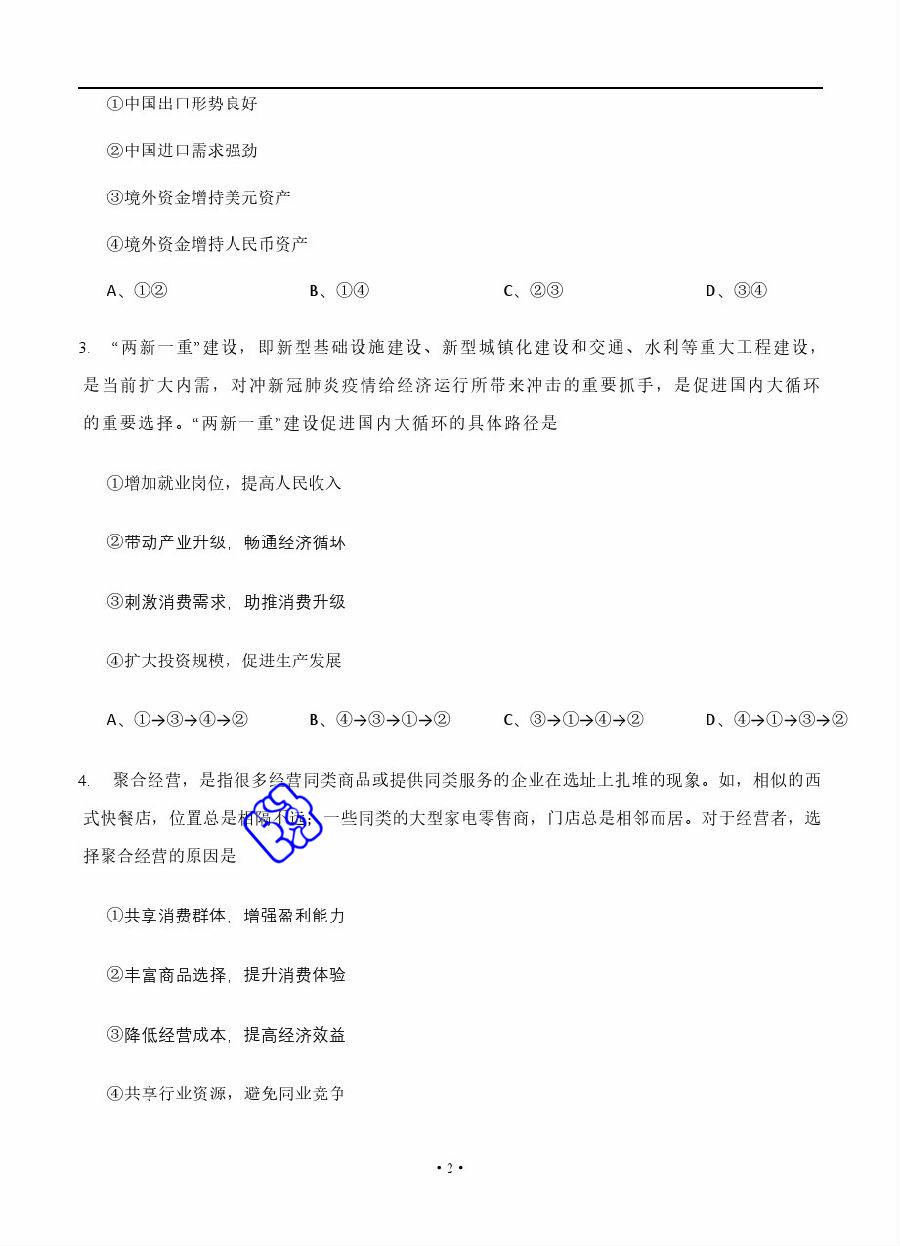 ①中国出口形势良好
②中国进口需求强劲
③境外资金增持美元资产
④境外资金增持人民币资产
A、①② B、①④ C、②③ D、③④
3. “两新一重”建设，即新型基础设施建设、新型城镇化建设和交通、水利等重大工程建设，
是当前扩大内需，对冲新冠肺炎疫情给经济运行所带来冲击的重要抓手，是促进国内大循环
的重要选择。“两新一重”建设促进国内大循环的具体路径是
①增加就业岗位，提高人民收入
②带动产业升级，畅通经济循环
③刺激消费需求，助推消费升级
④扩大投资规模，促进生产发展
A、①→③→④→② B、④→③→①→② C、③→①→④→② D、④→①→③→②
4. 聚合经营，是指很多经营同类商品或提供同类服务的企业在选址上扎堆的现象。如，相似的西
式快餐店，位置总是相隔不远；一些同类的大型家电零售商，门店总是相邻而居。对于经营者，选
择聚合经营的原因是
①共享消费群体，增强盈利能力
②丰富商品选择，提升消费体验
③降低经营成本，提高经济效益
④共享行业资源，避免同业竞争
·2·